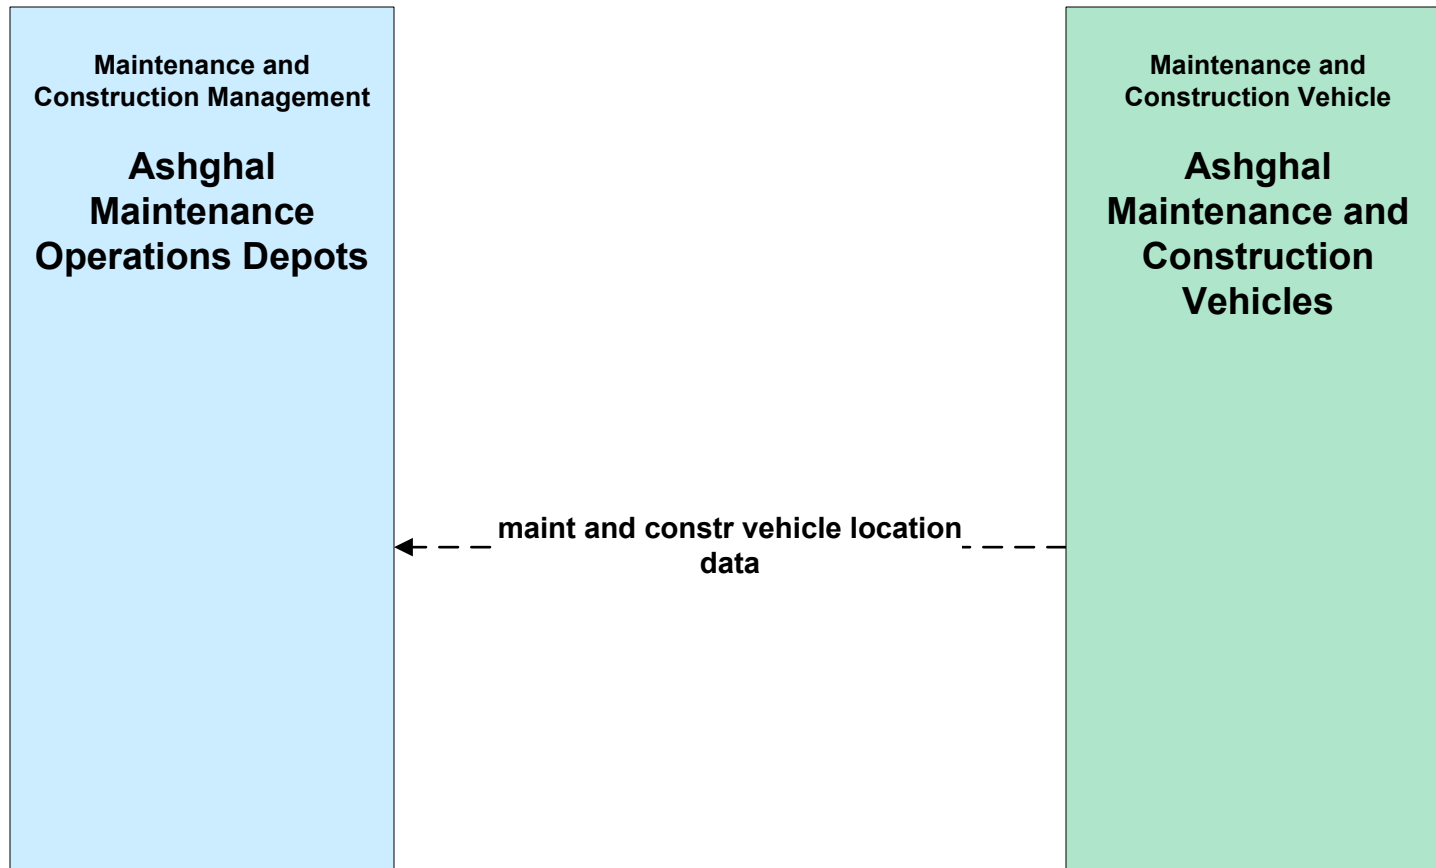 Maintenance and
Construction Management
Ashghal
Maintenance
Operations Depots
Maintenance and
Construction Vehicle
Ashghal
Maintenance and
Construction
Vehicles
maint and constr vehicle location
data